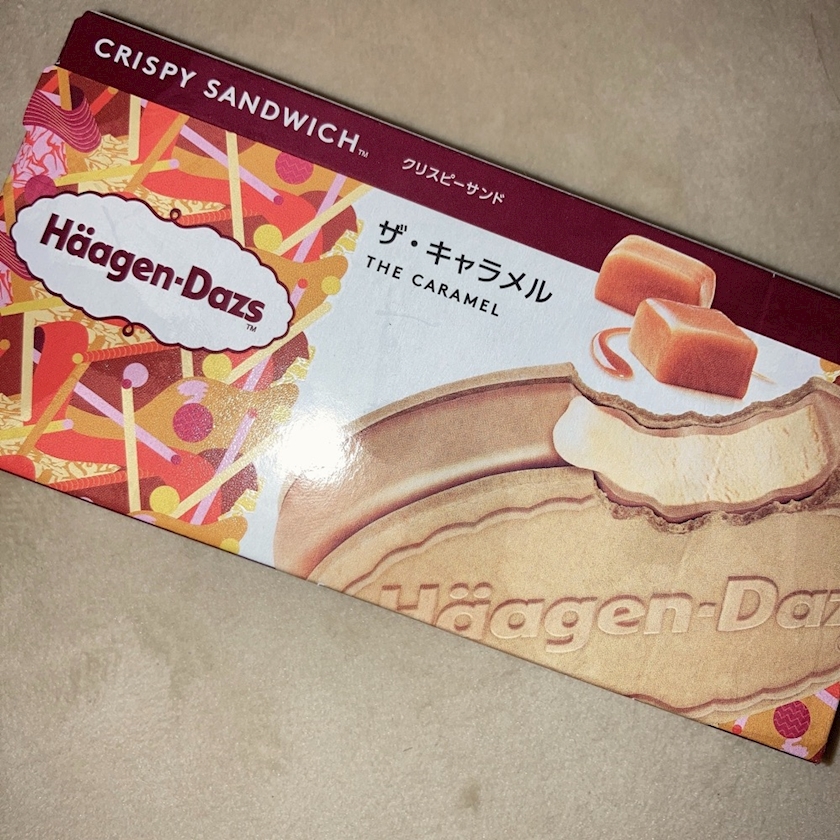 CRISPY SANDWICH™
クリスピーサンド
Häagen-Dazs™
ザ・キャラメル
THE CARAMEL
Häagen-Daz